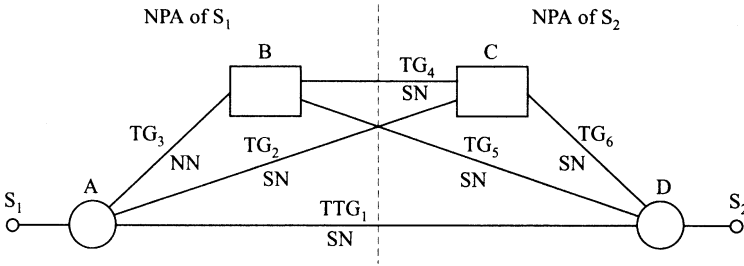 NPA of S₁
NPA of S₂
B
TG₄
C
SN
TG₃
NN
TG₂
SN
TG₅
SN
TG₆
SN
S₁
A
TTG₁
SN
D
S₂